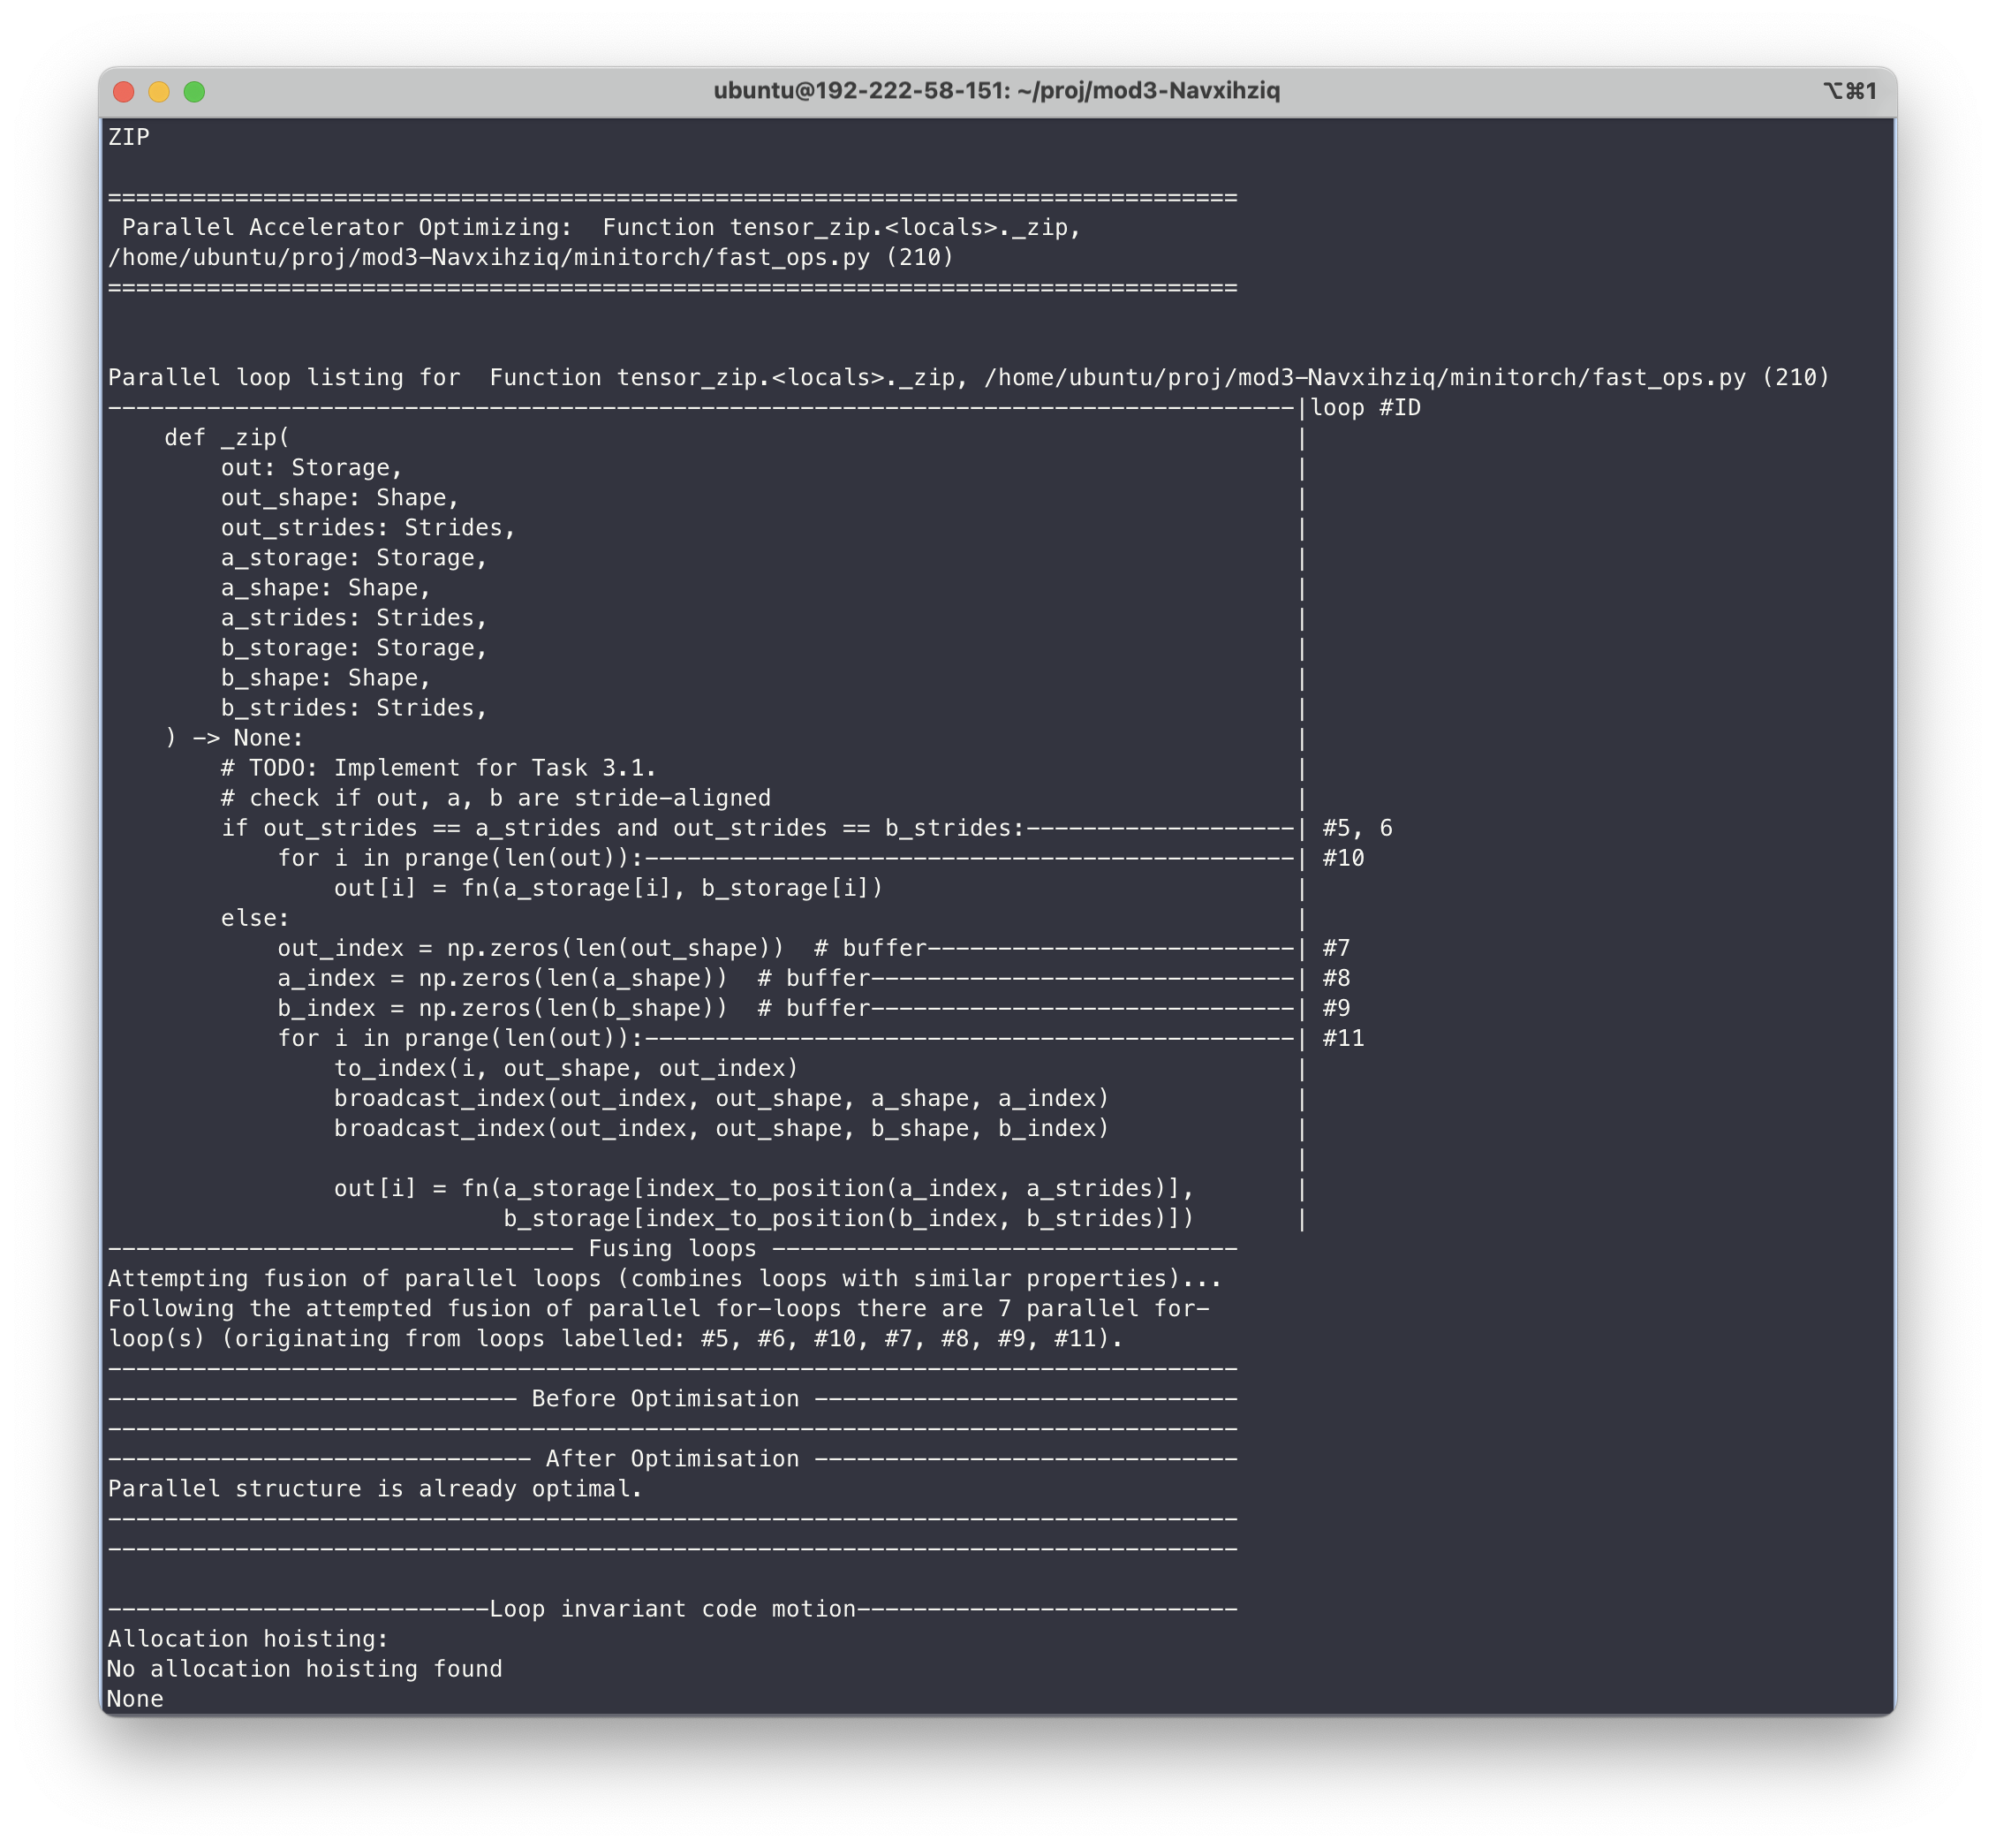 ubuntu@192-222-58-151: ~/proj/mod3-Navxihziq ⌥⌘1
ZIP
================================================================================
 Parallel Accelerator Optimizing:  Function tensor_zip.<locals>._zip,
/home/ubuntu/proj/mod3-Navxihziq/minitorch/fast_ops.py (210)
================================================================================
Parallel loop listing for  Function tensor_zip.<locals>._zip, /home/ubuntu/proj/mod3-Navxihziq/minitorch/fast_ops.py (210)
------------------------------------------------------------------------------------|loop #ID
    def _zip(                                                                       |
        out: Storage,                                                               |
        out_shape: Shape,                                                           |
        out_strides: Strides,                                                       |
        a_storage: Storage,                                                         |
        a_shape: Shape,                                                             |
        a_strides: Strides,                                                         |
        b_storage: Storage,                                                         |
        b_shape: Shape,                                                             |
        b_strides: Strides,                                                         |
    ) -> None:                                                                      |
        # TODO: Implement for Task 3.1.                                             |
        # check if out, a, b are stride-aligned                                     |
        if out_strides == a_strides and out_strides == b_strides:-------------------| #5, 6
            for i in prange(len(out)):----------------------------------------------| #10
                out[i] = fn(a_storage[i], b_storage[i])                             |
        else:                                                                       |
            out_index = np.zeros(len(out_shape))  # buffer--------------------------| #7
            a_index = np.zeros(len(a_shape))  # buffer------------------------------| #8
            b_index = np.zeros(len(b_shape))  # buffer------------------------------| #9
            for i in prange(len(out)):----------------------------------------------| #11
                to_index(i, out_shape, out_index)                                   |
                broadcast_index(out_index, out_shape, a_shape, a_index)             |
                broadcast_index(out_index, out_shape, b_shape, b_index)             |
                                                                                    |
                out[i] = fn(a_storage[index_to_position(a_index, a_strides)],       |
                            b_storage[index_to_position(b_index, b_strides)])       |
--------------------------------- Fusing loops ---------------------------------
Attempting fusion of parallel loops (combines loops with similar properties)...
Following the attempted fusion of parallel for-loops there are 7 parallel for-
loop(s) (originating from loops labelled: #5, #6, #10, #7, #8, #9, #11).
--------------------------------------------------------------------------------
----------------------------- Before Optimisation ------------------------------
--------------------------------------------------------------------------------
------------------------------ After Optimisation ------------------------------
Parallel structure is already optimal.
--------------------------------------------------------------------------------
--------------------------------------------------------------------------------
---------------------------Loop invariant code motion---------------------------
Allocation hoisting:
No allocation hoisting found
None